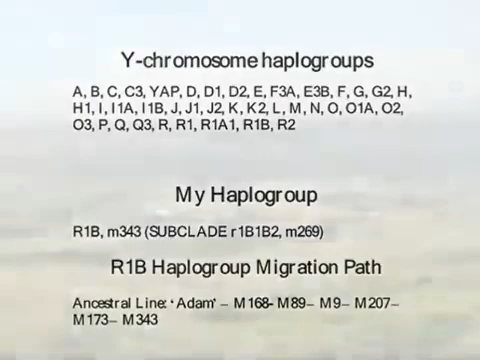 Y-chromosome haplogroups
A, B, C, C3, YAP, D, D1, D2, E, F3A, E3B, F, G, G2, H,
H1, I, I1A, I1B, J, J1, J2, K, K2, L, M, N, O, O1A, O2,
O3, P, Q, Q3, R, R1, R1A1, R1B, R2
My Haplogroup
R1B, m343 (SUBCLADE r1B1B2, m269)
R1B Haplogroup Migration Path
Ancestral Line: ‘Adam’ – M168- M89– M9– M207–
M173– M343